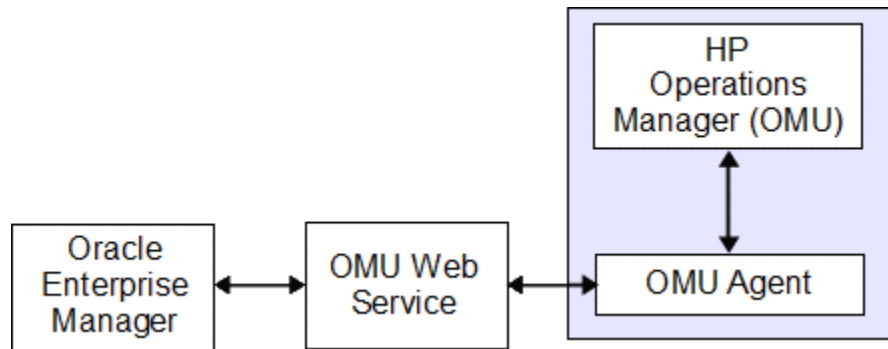 HP
Operations
Manager (OMU)
Oracle
Enterprise
Manager
OMU Web
Service
OMU Agent